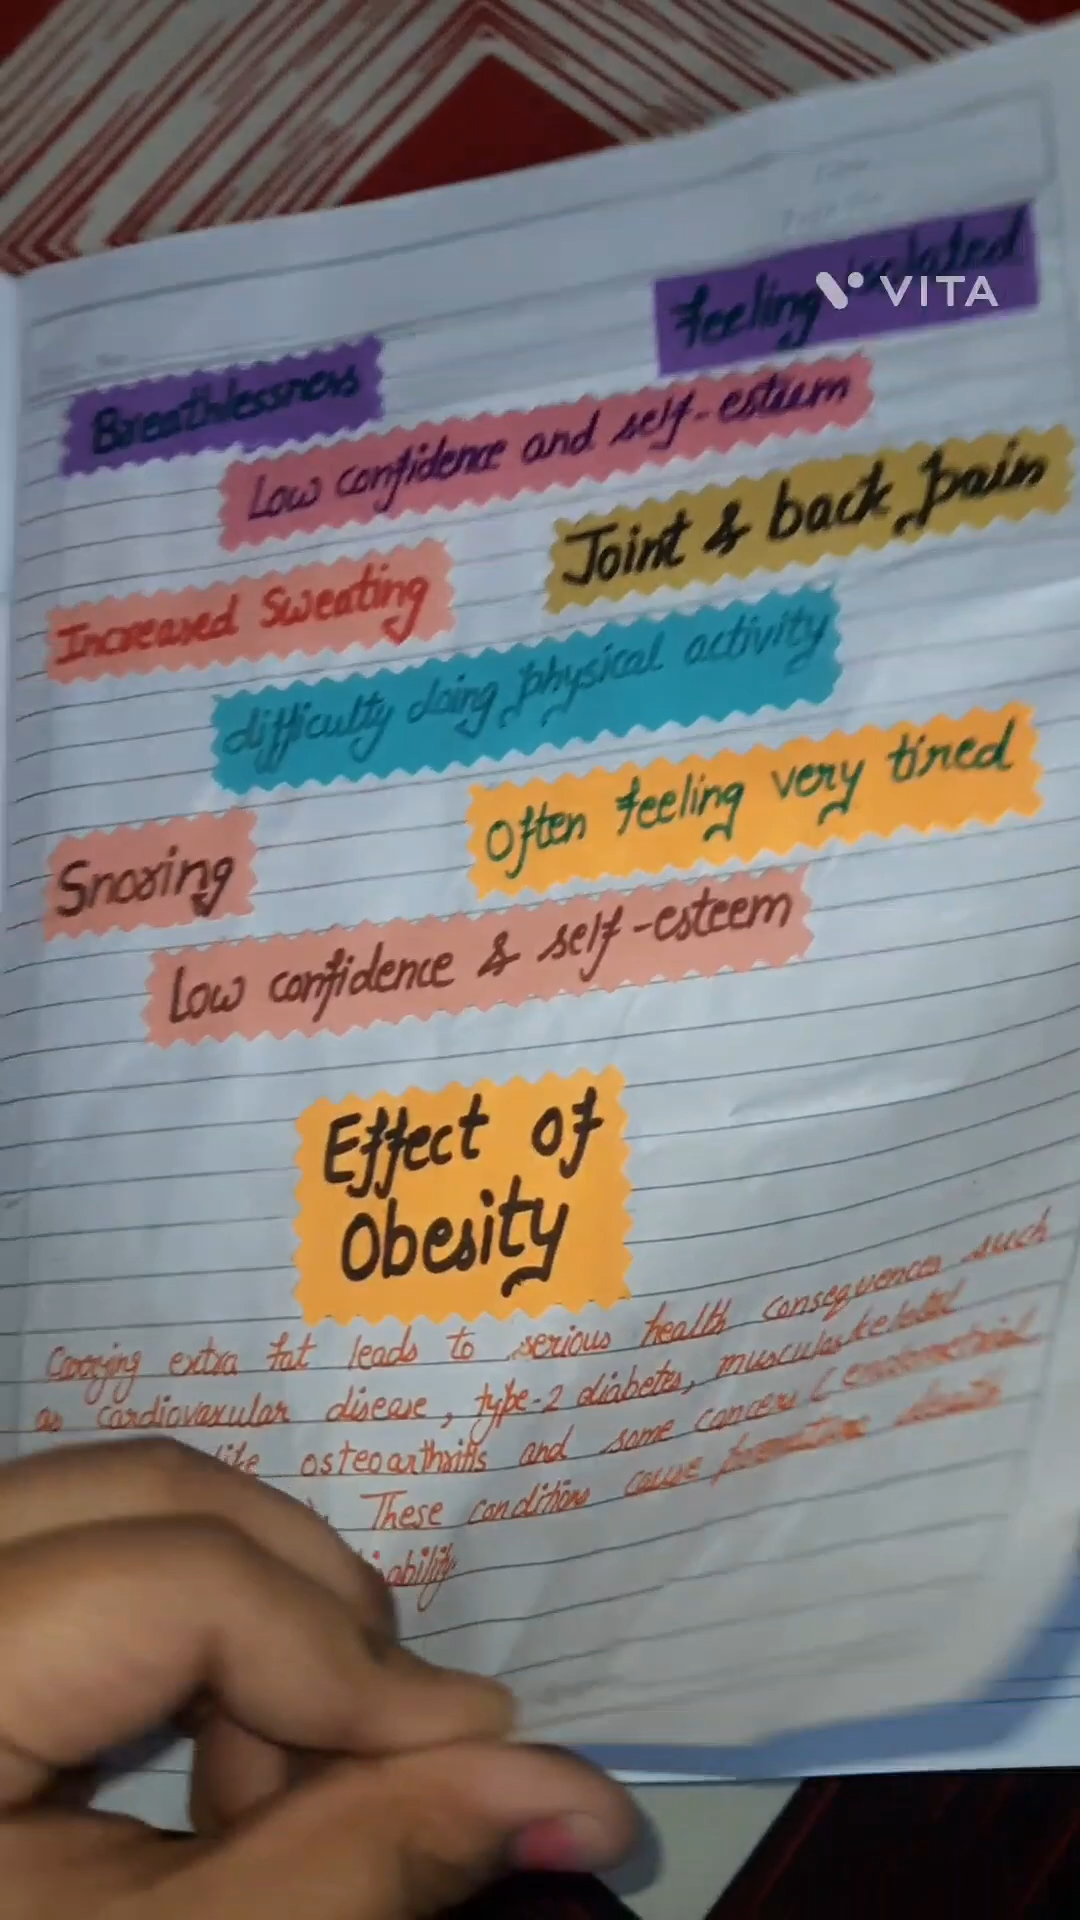 Feeling isolated
VITA
Breathlessness
Low confidence and self-esteem
Joint & back pain
Increased Sweating
difficulty doing physical activity
Often feeling very tired
Snoring
Low confidence & self-esteem
Effect of
Obesity
Carrying extra fat leads to serious health consequences such
as cardiovascular disease, type-2 diabetes, musculoskeletal
like osteoarthritis and some cancers (endometrial
These conditions cause